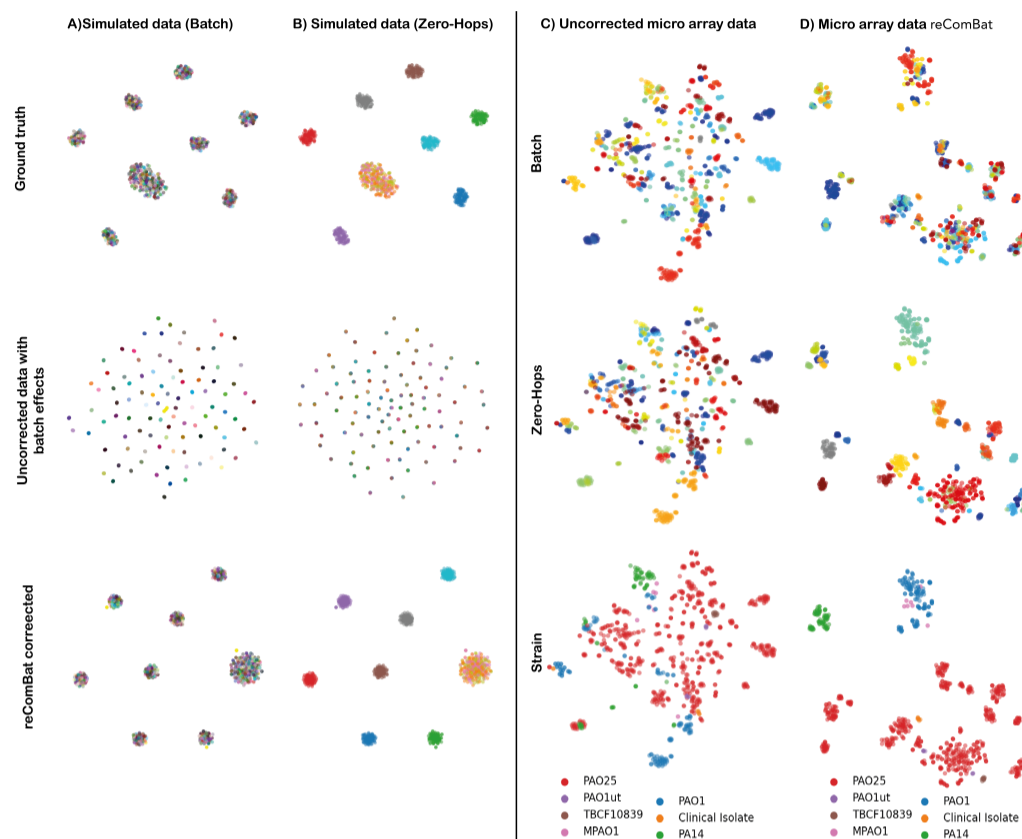 A)Simulated data (Batch)
B) Simulated data (Zero-Hops)
C) Uncorrected micro array data
D) Micro array data reComBat
Ground truth
Uncorrected data with
batch effects
reComBat correeected
Batch
Zero-Hops
Strain
PAO25
PAO1ut
TBCF10839
MPAO1
PAO1
Clinical Isolate
PA14
PAO25
PAO1ut
TBCF10839
MPAO1
PAO1
Clinical Isolate
PA14